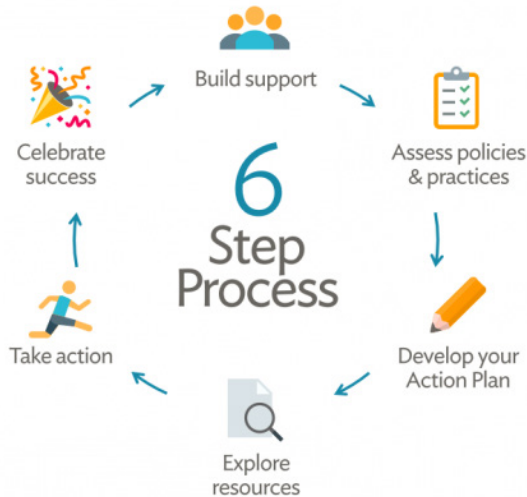 Build support
Assess policies
& practices
Develop your
Action Plan
Explore
resources
Take action
Celebrate
success
6
Step
Process